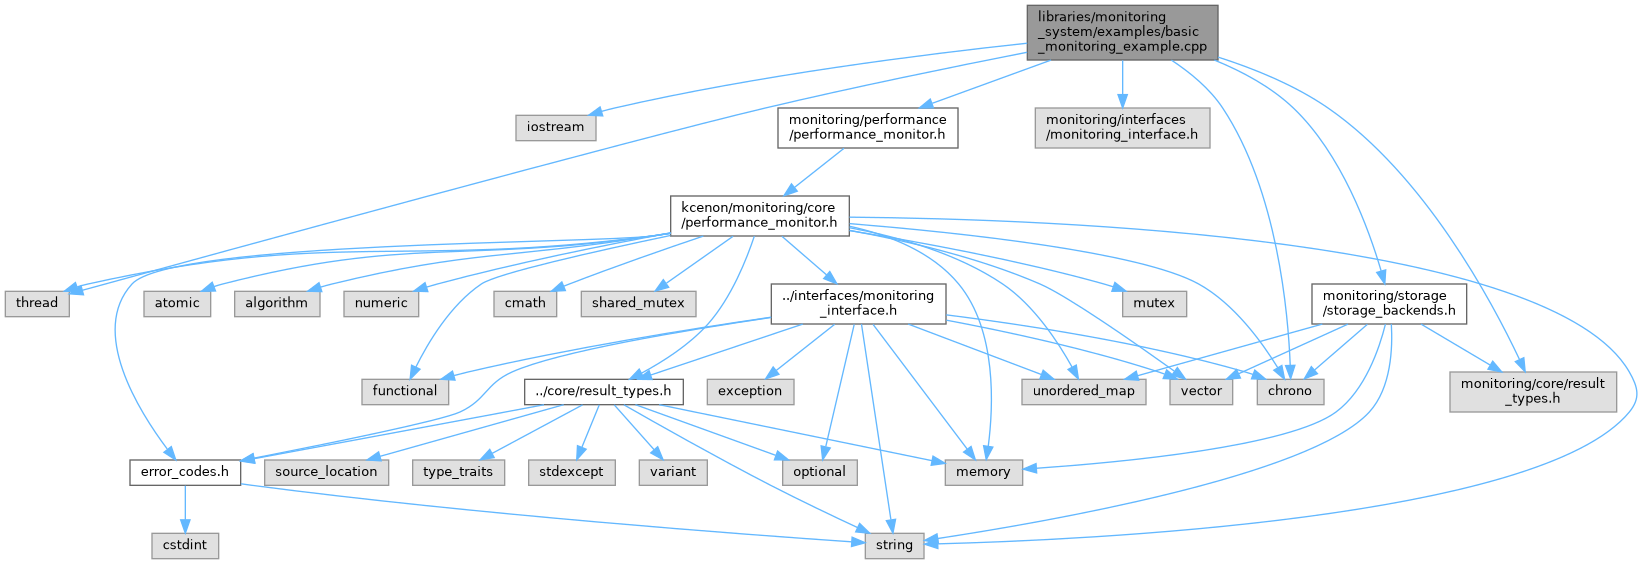 libraries/monitoring
_system/examples/basic
_monitoring_example.cpp
iostream
monitoring/performance
/performance_monitor.h
monitoring/interfaces
/monitoring_interface.h
kcenon/monitoring/core
/performance_monitor.h
thread
atomic
algorithm
numeric
cmath
shared_mutex
../interfaces/monitoring
_interface.h
mutex
monitoring/storage
/storage_backends.h
functional
../core/result_types.h
exception
unordered_map
vector
chrono
monitoring/core/result
_types.h
error_codes.h
source_location
type_traits
stdexcept
variant
optional
memory
cstdint
string